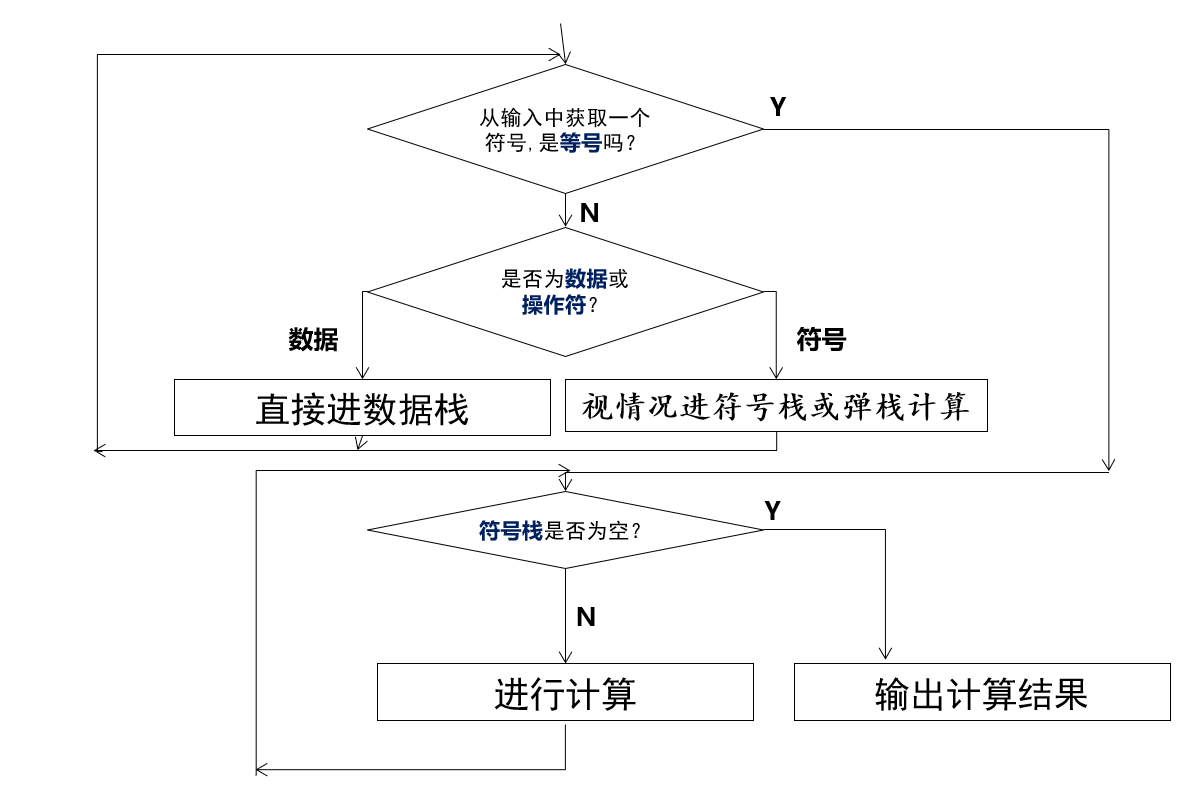 从输入中获取一个
符号,是等号吗?
Y
N
是否为数据或
操作符?
数据
符号
直接进数据栈
视情况进符号栈或弹栈计算
符号栈是否为空?
Y
N
进行计算
输出计算结果